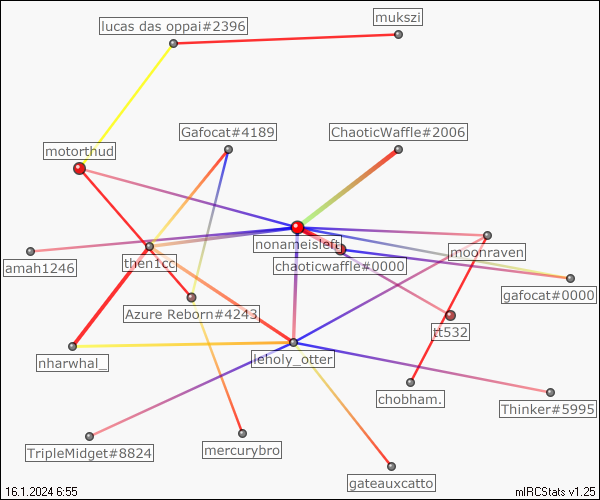 lucas das oppai#2396
mukszi
Gafocat#4189
ChaoticWaffle#2006
motorthud
nonameisleft
moonraven
amah1246
then1cc
chaoticwaffle#0000
gafocat#0000
Azure Reborn#4243
tt532
nharwhal_
leholy_otter
chobham.
Thinker#5995
TripleMidget#8824
mercurybro
gateauxcatto
16.1.2024 6:55
mIRCStats v1.25